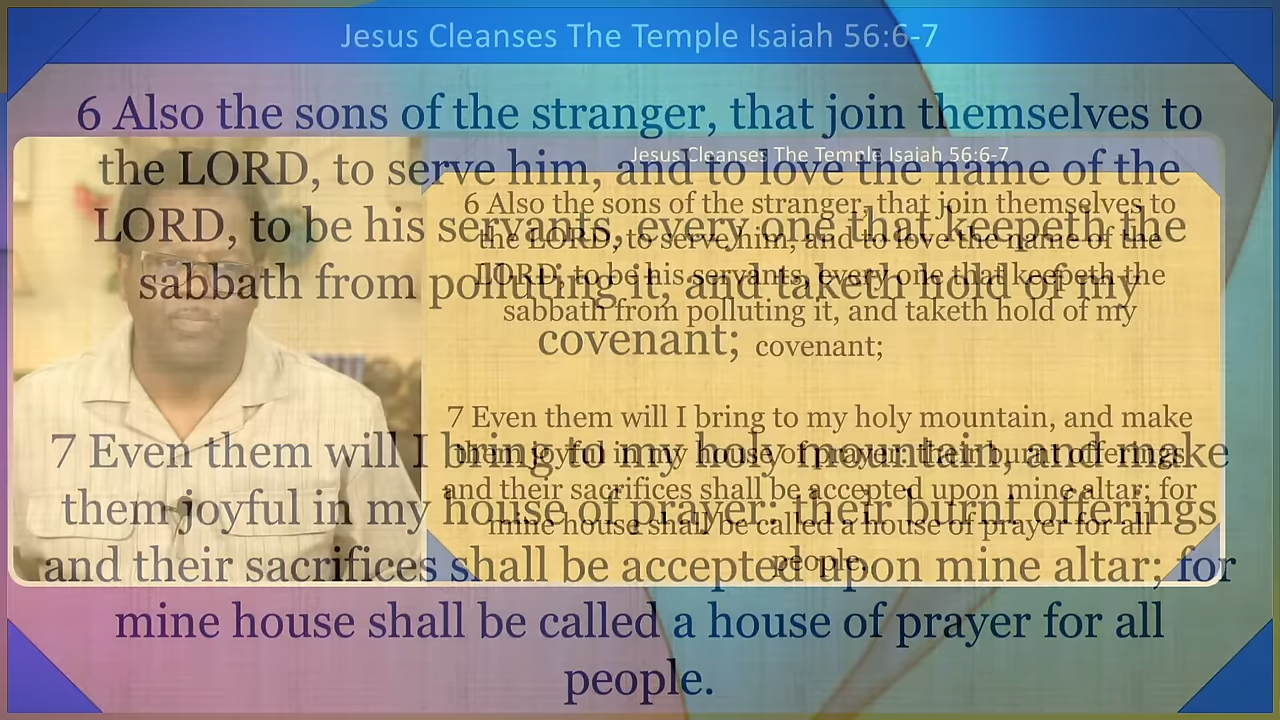 Jesus Cleanses The Temple Isaiah 56:6-7
6 Also the sons of the stranger, that join themselves to
the LORD, to serve him, and to love the name of the
LORD, to be his servants, every one that keepeth the
sabbath from polluting it, and taketh hold of my
covenant;
7 Even them will I bring to my holy mountain, and make
them joyful in my house of prayer: their burnt offerings
and their sacrifices shall be accepted upon mine altar; for
mine house shall be called a house of prayer for all
people.
Jesus Cleanses The Temple Isaiah 56:6-7
6 Also the sons of the stranger, that join themselves to
the LORD, to serve him, and to love the name of the
LORD, to be his servants, every one that keepeth the
sabbath from polluting it, and taketh hold of my
covenant;
7 Even them will I bring to my holy mountain, and make
them joyful in my house of prayer: their burnt offerings
and their sacrifices shall be accepted upon mine altar; for
mine house shall be called a house of prayer for all
people.